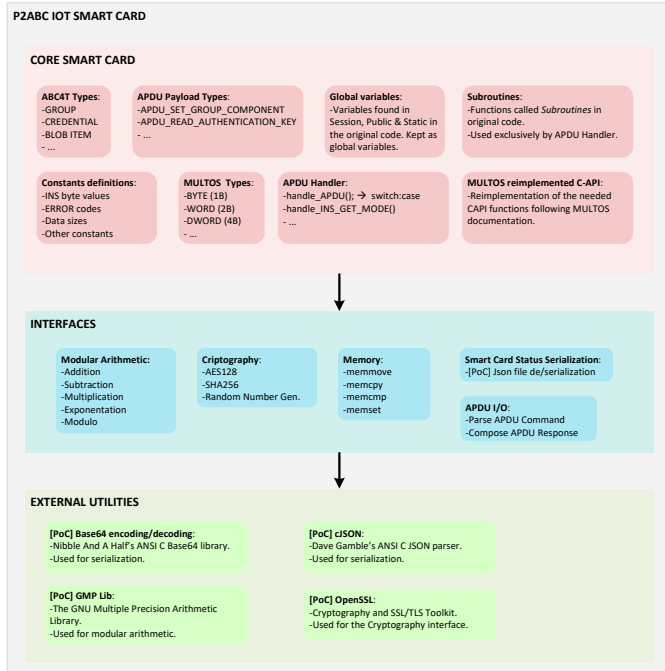 P2ABC IOT SMART CARD
CORE SMART CARD
ABC4T Types:
-GROUP
-CREDENTIAL
-BLOB ITEM
- ...
APDU Payload Types:
-APDU_SET_GROUP_COMPONENT
-APDU_READ_AUTHENTICATION_KEY
- ...
Global variables:
-Variables found in
Session, Public & Static in
the original code. Kept as
global variables.
Subroutines:
-Functions called Subroutines in
original code.
-Used exclusively by APDU Handler.
Constants definitions:
-INS byte values
-ERROR codes
-Data sizes
-Other constants
MULTOS Types:
-BYTE (1B)
-WORD (2B)
-DWORD (4B)
- ...
APDU Handler:
-handle_APDU(); → switch:case
-handle_INS_GET_MODE()
- ...
MULTOS reimplemented C-API:
-Reimplementation of the needed
CAPI functions following MULTOS
documentation.
INTERFACES
Modular Arithmetic:
-Addition
-Subtraction
-Multiplication
-Exponentation
-Modulo
Criptography:
-AES128
-SHA256
-Random Number Gen.
Memory:
-memmove
-memcpy
-memcmp
-memset
Smart Card Status Serialization:
-[PoC] Json file de/serialization
APDU I/O:
-Parse APDU Command
-Compose APDU Response
EXTERNAL UTILITIES
[PoC] Base64 encoding/decoding:
-Nibble And A Half's ANSI C Base64 library.
-Used for serialization.
[PoC] cJSON:
-Dave Gamble's ANSI C JSON parser.
-Used for serialization.
[PoC] GMP Lib:
-The GNU Multiple Precision Arithmetic
Library.
-Used for modular arithmetic.
[PoC] OpenSSL:
-Cryptography and SSL/TLS Toolkit.
-Used for the Cryptography interface.